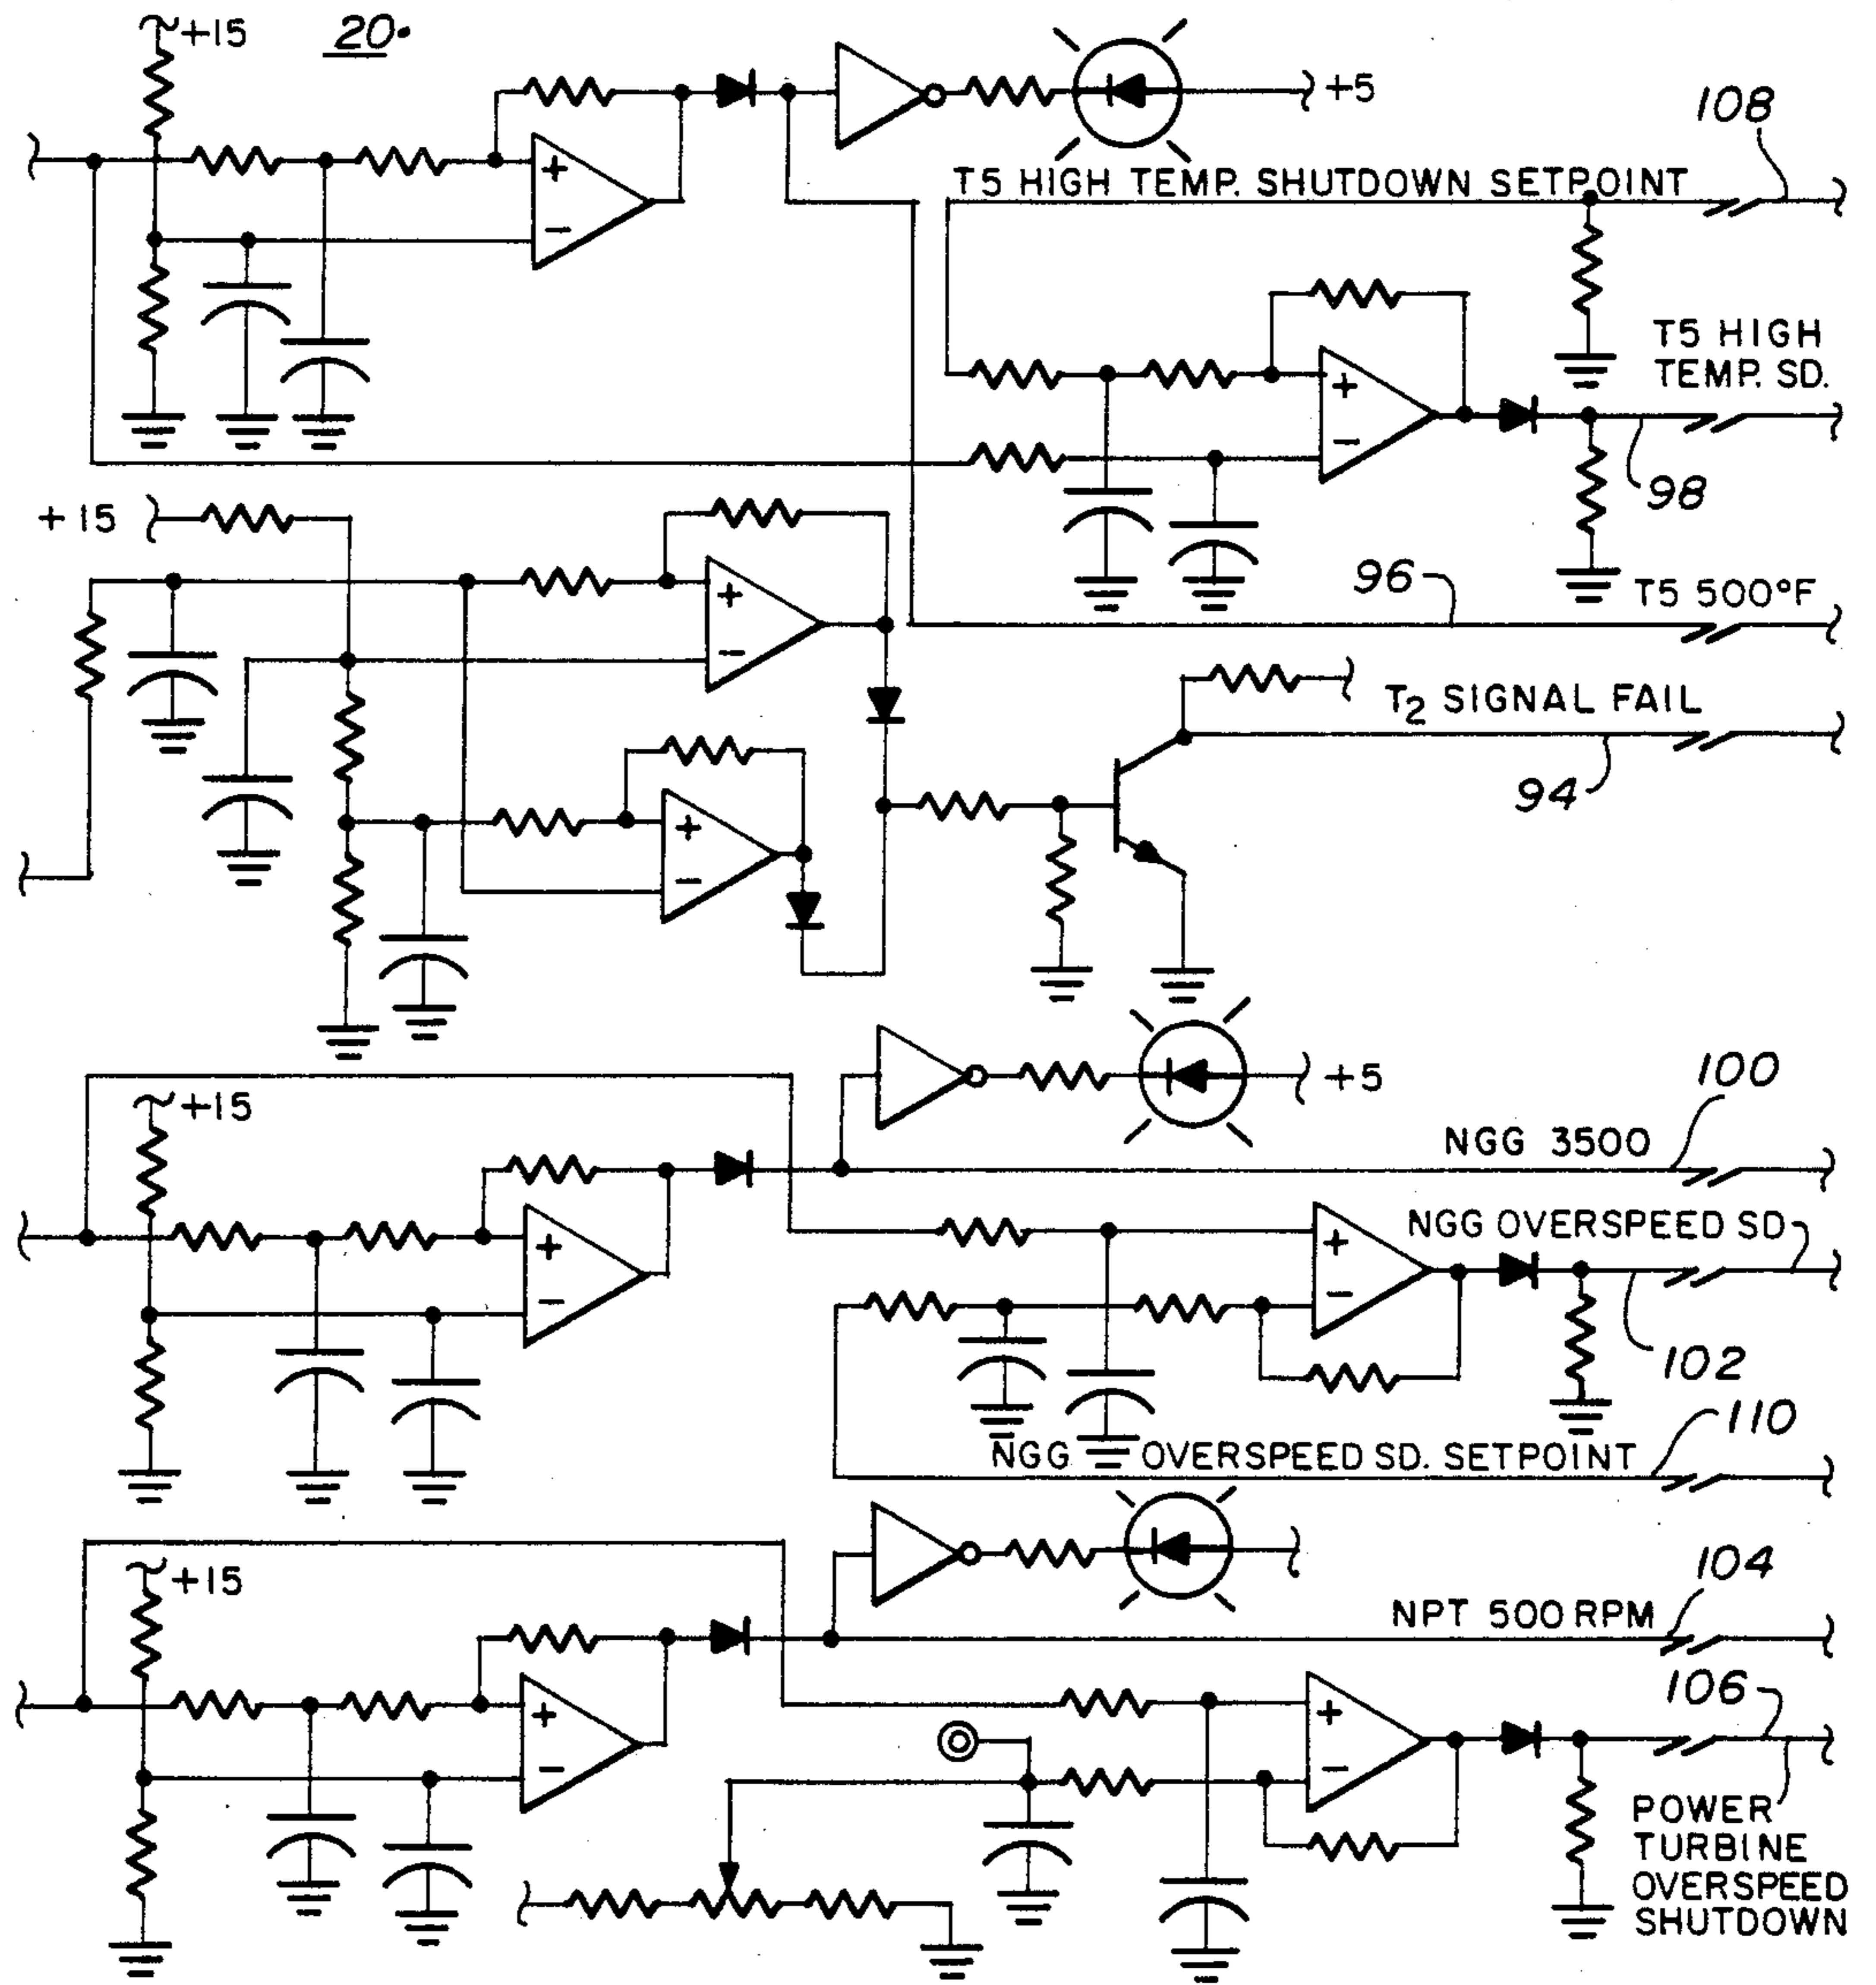 +15
20.
+5
108
T5 HIGH TEMP. SHUTDOWN SETPOINT
+
−
T5 HIGH
TEMP. SD.
+
−
98
+15
96
T5 500°F
+
−
T2 SIGNAL FAIL
94
+
−
+5
100
+15
NGG 3500
NGG OVERSPEED SD
+
−
+
−
102
110
NGG OVERSPEED SD. SETPOINT
+15
104
NPT 500 RPM
106
+
−
+
−
POWER
TURBINE
OVERSPEED
SHUTDOWN